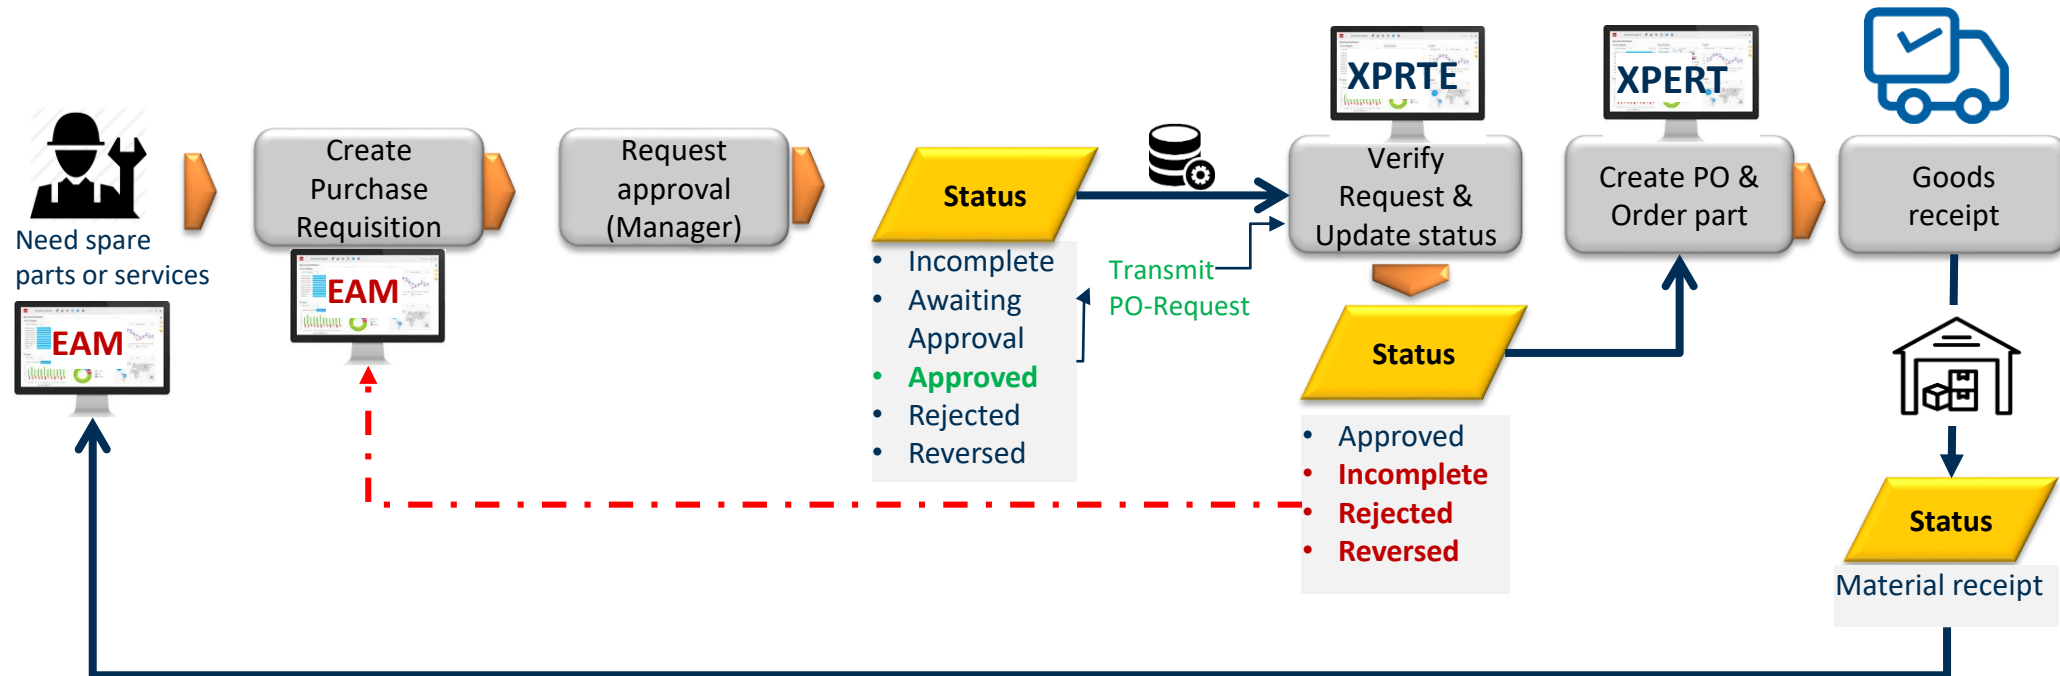 Need spare
parts or services
EAM
Create
Purchase
Requisition
EAM
Request
approval
(Manager)
Status
• Incomplete
• Awaiting
Approval
• Approved
• Rejected
• Reversed
Transmit
PO-Request
XPRTE
Verify
Request &
Update status
Status
• Approved
• Incomplete
• Rejected
• Reversed
XPERT
Create PO &
Order part
Goods
receipt
Status
Material receipt